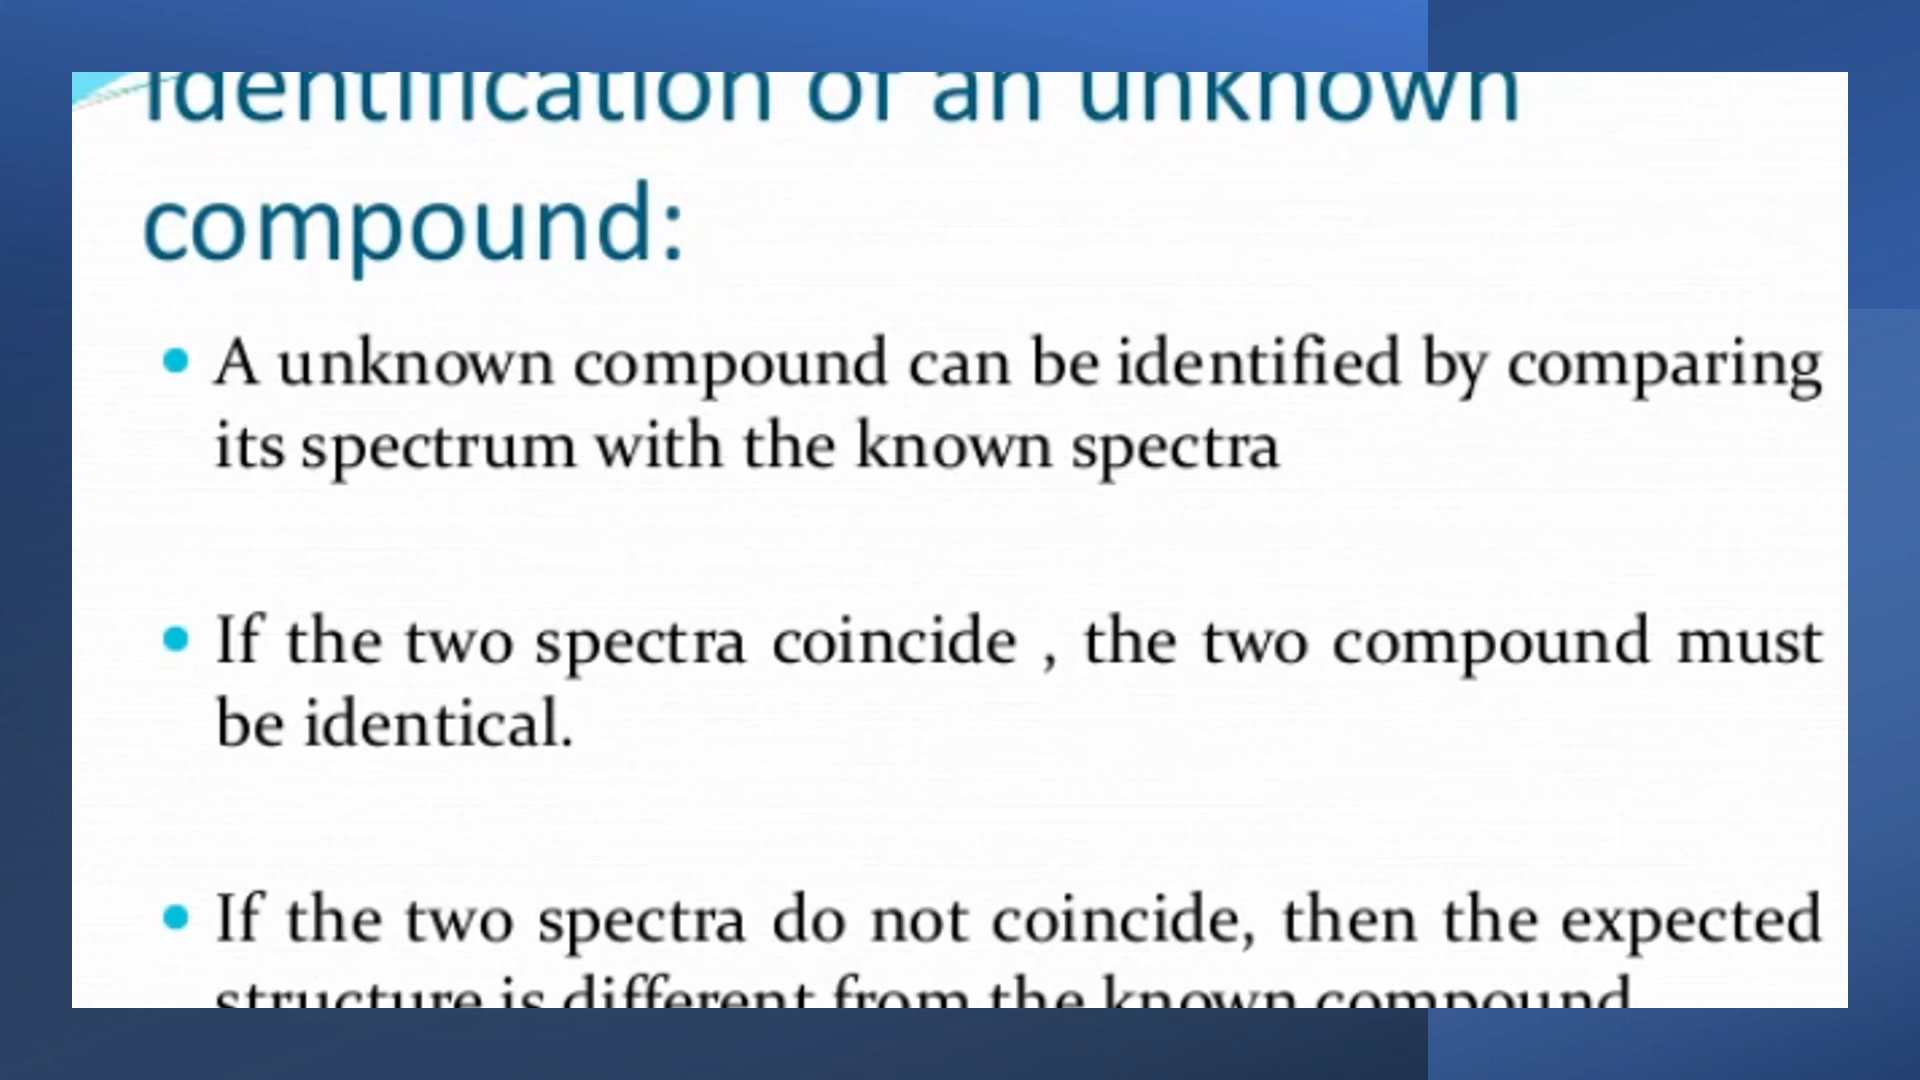 Identification of an unknown
compound:
A unknown compound can be identified by comparing
its spectrum with the known spectra
If the two spectra coincide , the two compound must
be identical.
If the two spectra do not coincide, then the expected
structure is different from the known compound